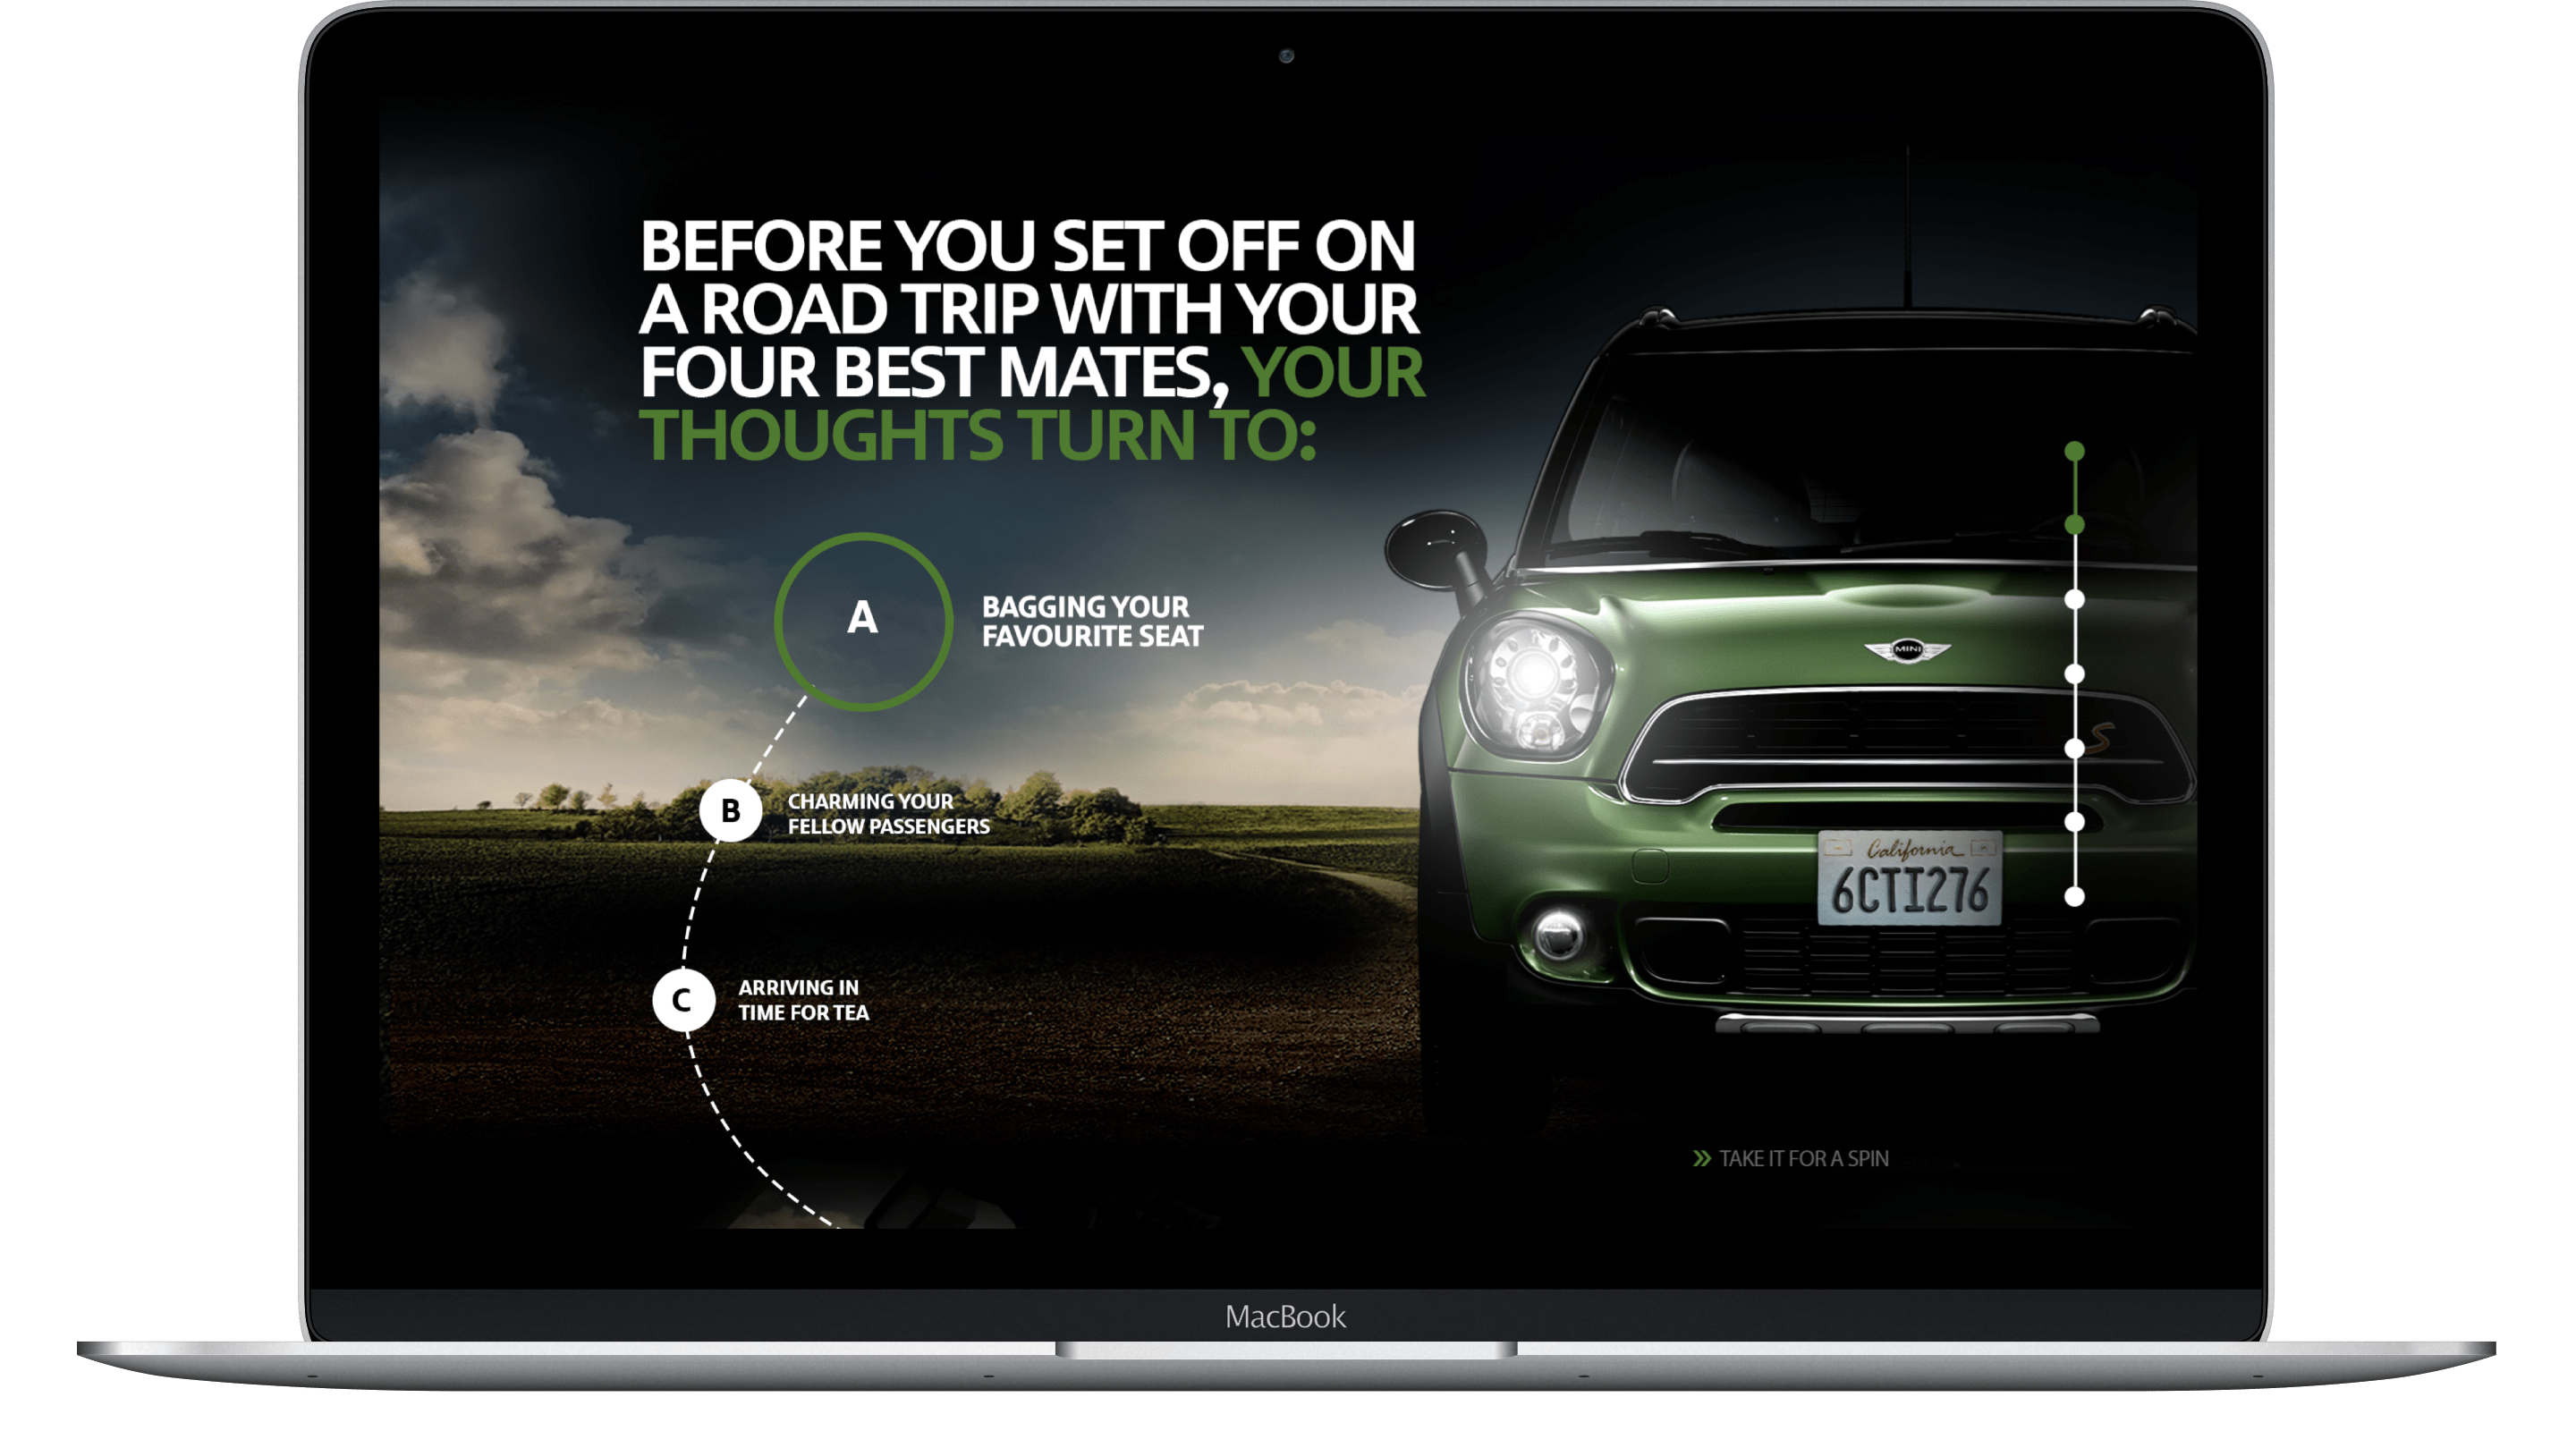 BEFORE YOU SET OFF ON
A ROAD TRIP WITH YOUR
FOUR BEST MATES, YOUR
THOUGHTS TURN TO:
A
BAGGING YOUR
FAVOURITE SEAT
B
CHARMING YOUR
FELLOW PASSENGERS
C
ARRIVING IN
TIME FOR TEA
MINI
S
California
6CTI276
» TAKE IT FOR A SPIN
MacBook